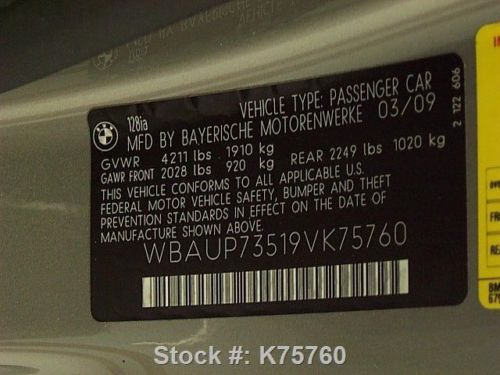 VEHICLE TYPE: PASSENGER CAR
128ia
MFD BY BAYERISCHE MOTORENWERKE 03/09
GVWR 4211 lbs 1910 kg
GAWR FRONT 2028 lbs 920 kg REAR 2249 lbs 1020 kg
THIS VEHICLE CONFORMS TO ALL APPLICABLE U.S.
FEDERAL MOTOR VEHICLE SAFETY, BUMPER AND THEFT
PREVENTION STANDARDS IN EFFECT ON THE DATE OF
MANUFACTURE SHOWN ABOVE.
WBAUP73519VK75760
2 122 606
Stock #: K75760